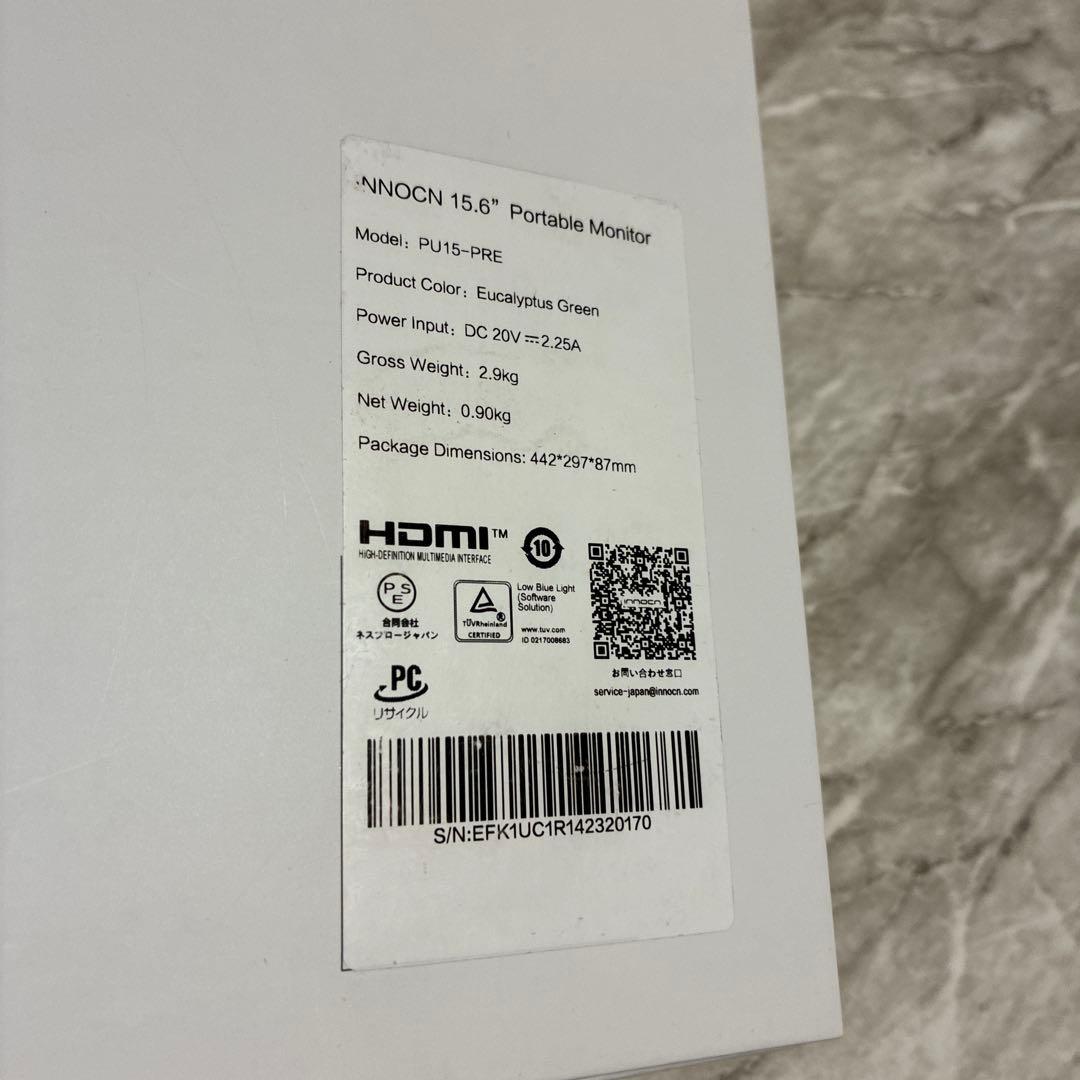 INNOCN 15.6” Portable Monitor
Model: PU15-PRE
Product Color: Eucalyptus Green
Power Input: DC 20V⎓2.25A
Gross Weight: 2.9kg
Net Weight: 0.90kg
Package Dimensions: 442*297*87mm
HDMI™
HIGH-DEFINITION MULTIMEDIA INTERFACE
10
PSE
合同会社
ネスフロージャパン
TÜVRheinland®
CERTIFIED
Low Blue Light
(Software
Solution)
www.tuv.com
ID 0217008683
innocn
お問い合わせ窓口
service-japan@innocn.com
PC
リサイクル
S/N:EFK1UC1R142320170